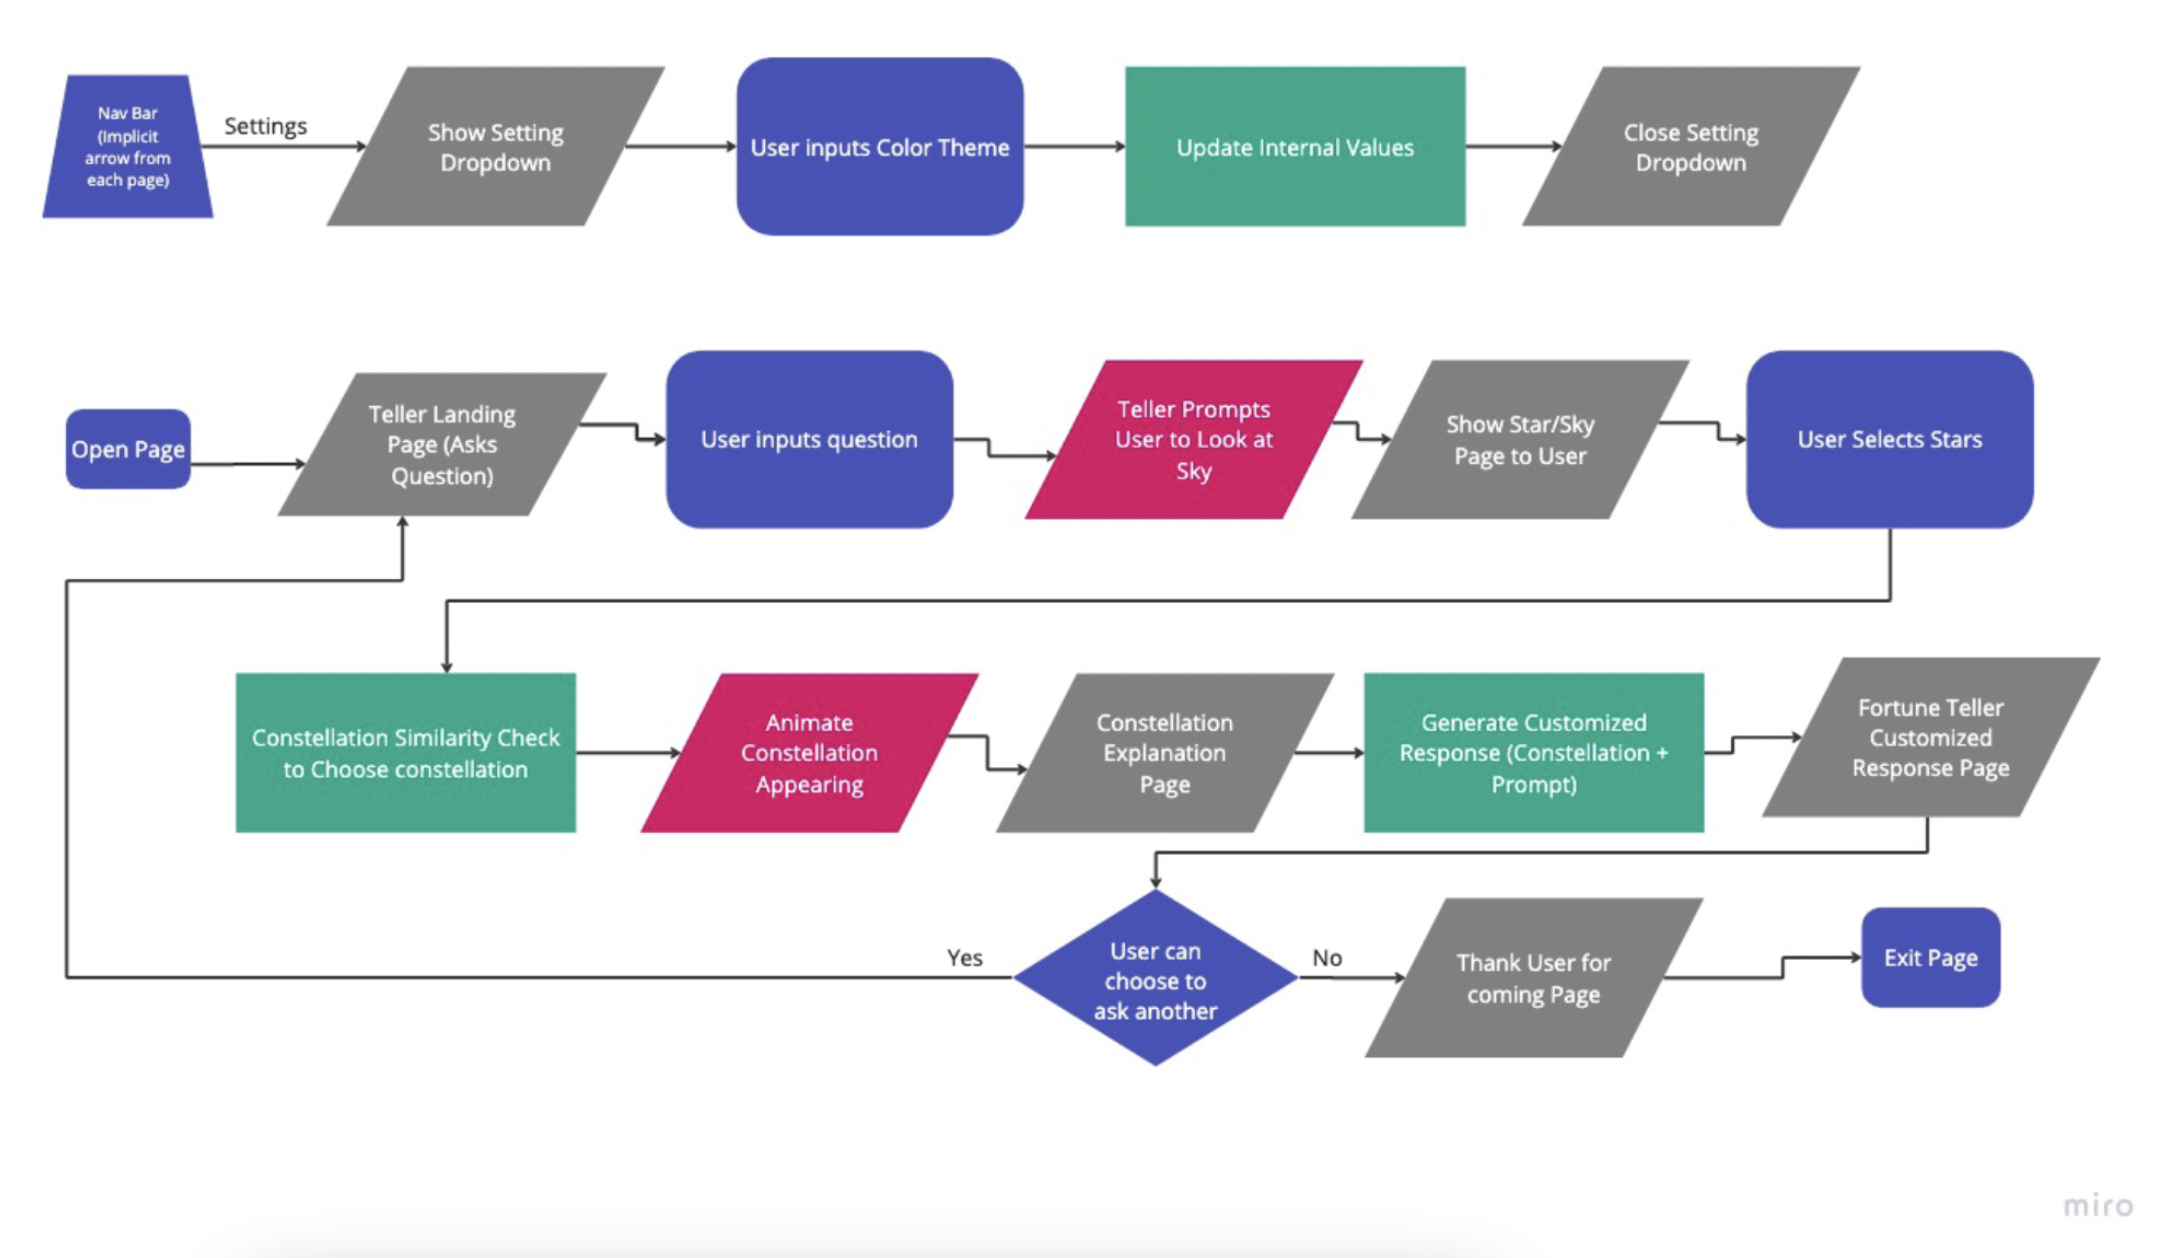 Nav Bar
(Implicit
arrow from
each page)
Settings
Show Setting
Dropdown
User inputs Color Theme
Update Internal Values
Close Setting
Dropdown
Open Page
Teller Landing
Page (Asks
Question)
User inputs question
Teller Prompts
User to Look at
Sky
Show Star/Sky
Page to User
User Selects Stars
Constellation Similarity Check
to Choose constellation
Animate
Constellation
Appearing
Constellation
Explanation
Page
Generate Customized
Response (Constellation +
Prompt)
Fortune Teller
Customized
Response Page
Yes
User can
choose to
ask another
No
Thank User for
coming Page
Exit Page
miro